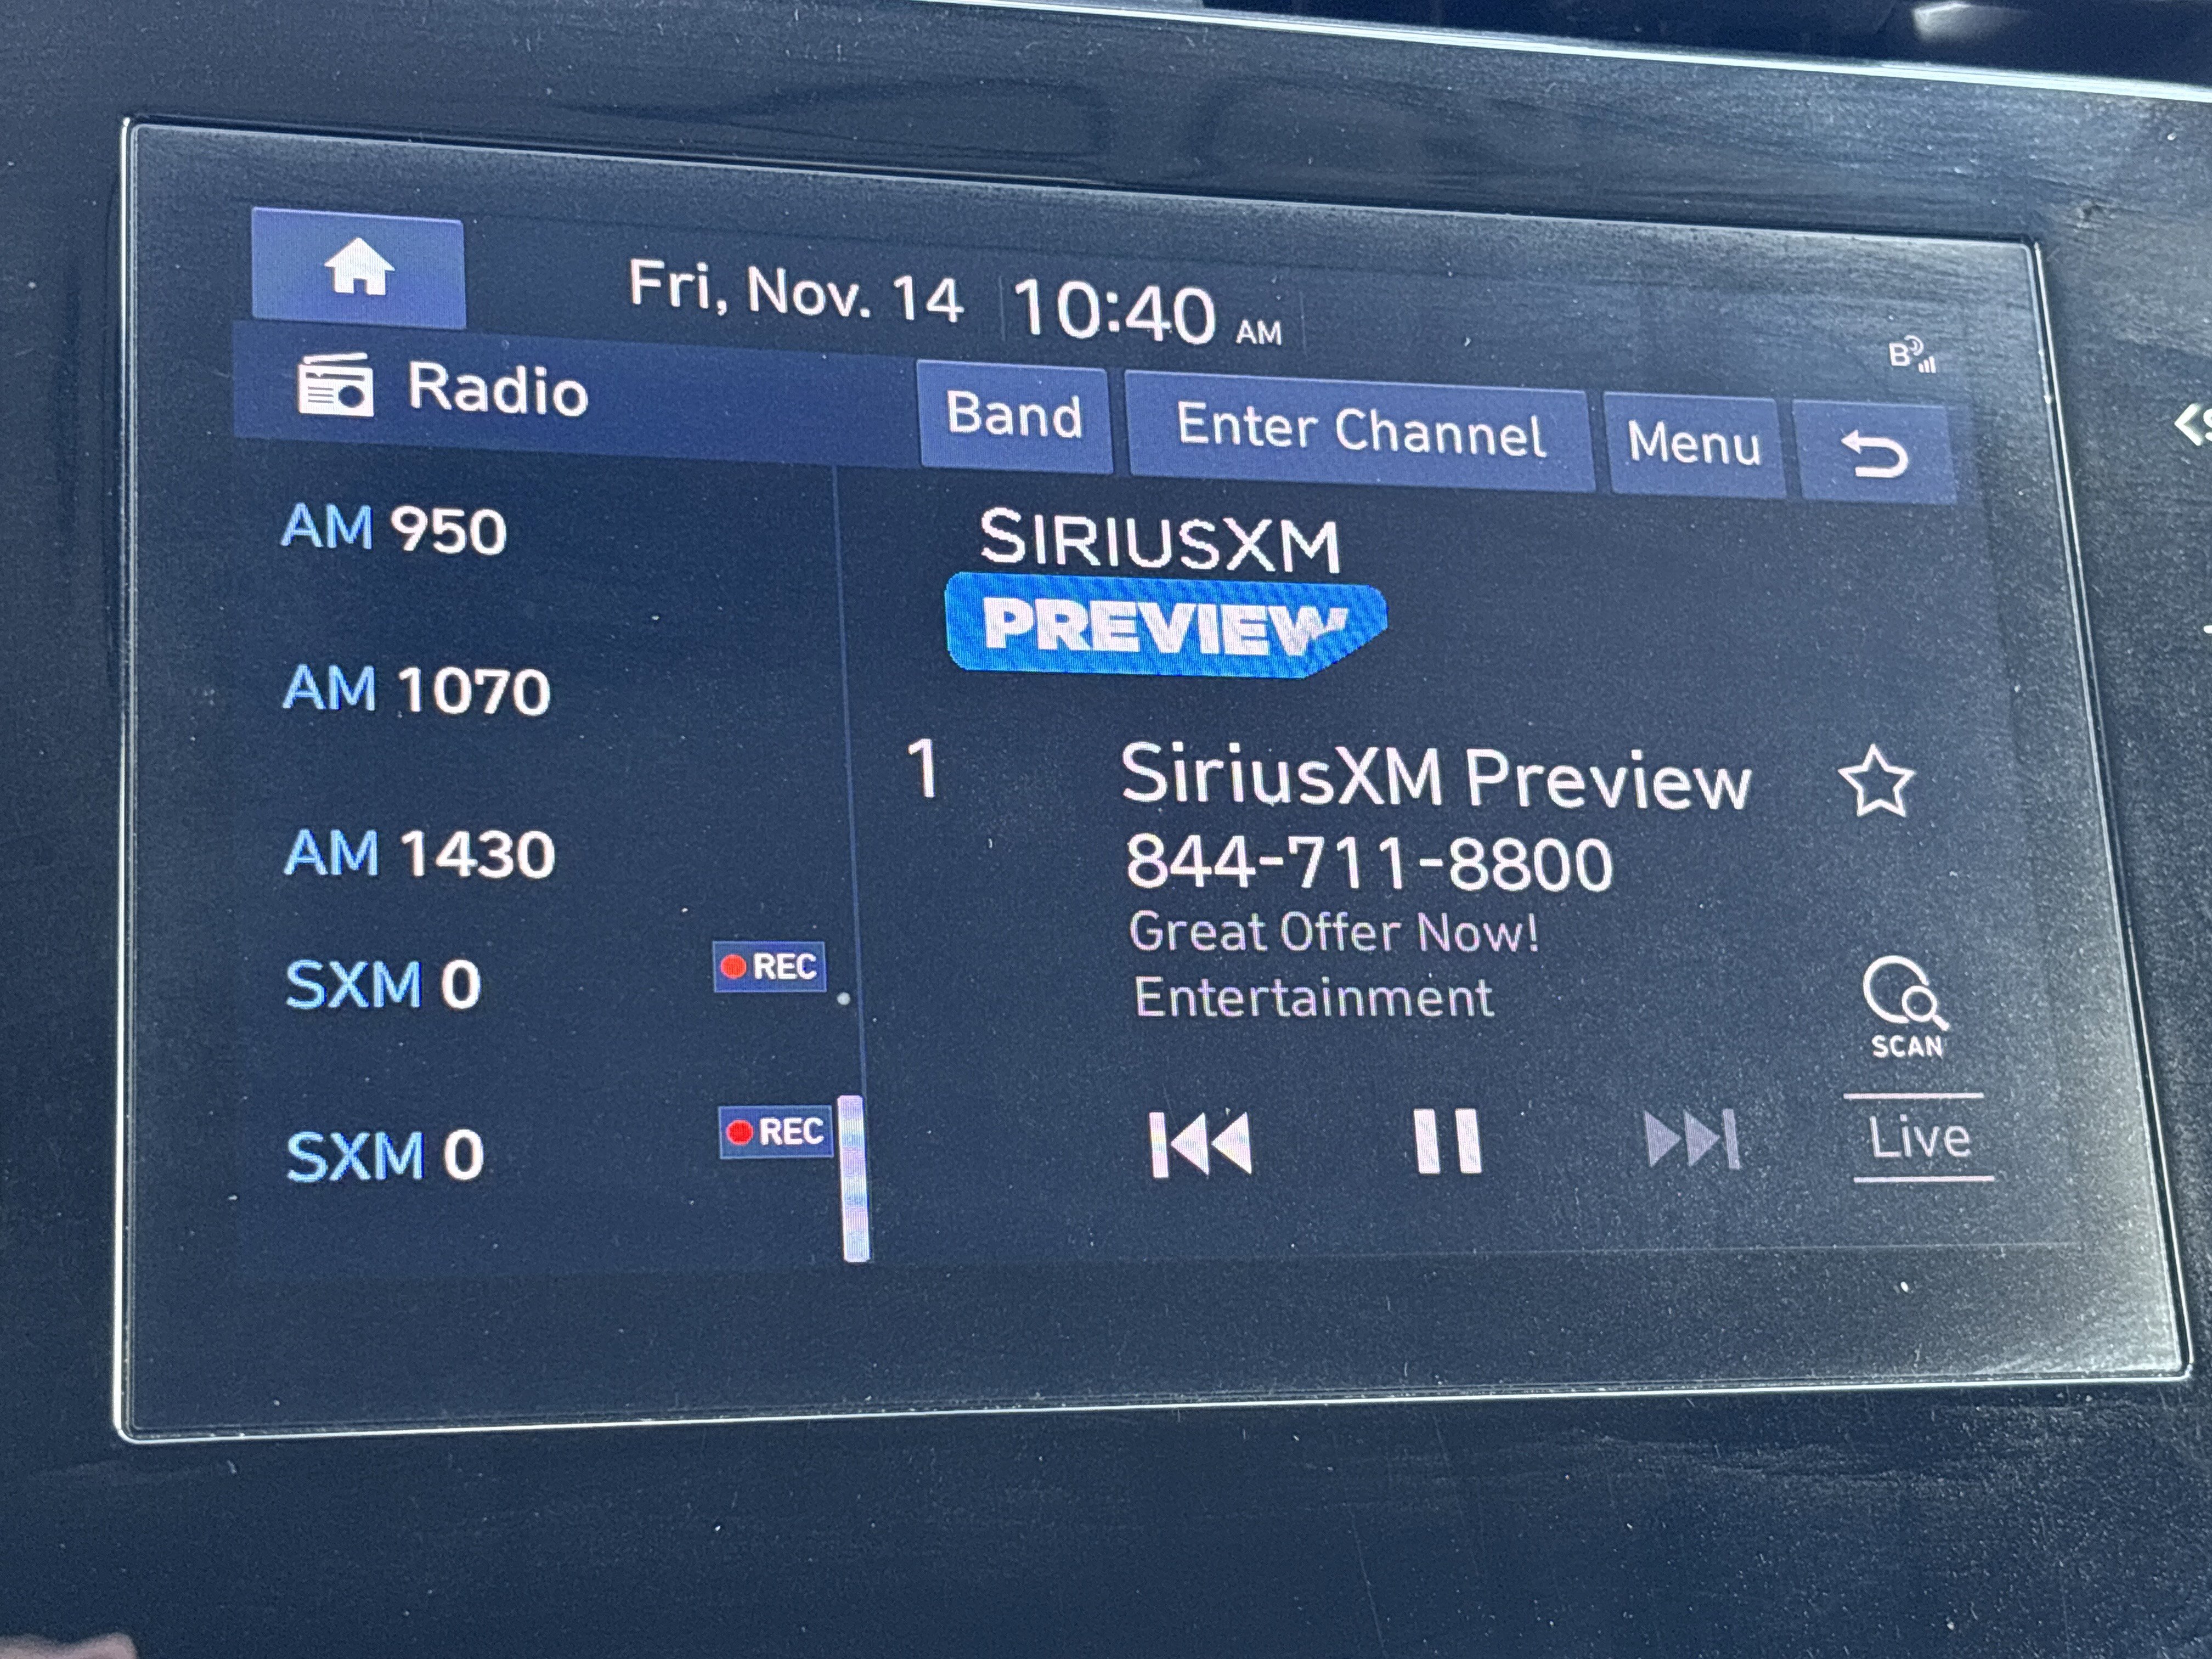 Fri, Nov. 14 10:40 AM
B
Radio
Band
Enter Channel
Menu
AM 950
AM 1070
AM 1430
SXM 0 REC
SXM 0 REC
SIRIUSXM
PREVIEW
1 SiriusXM Preview
844-711-8800
Great Offer Now!
Entertainment
SCAN
Live